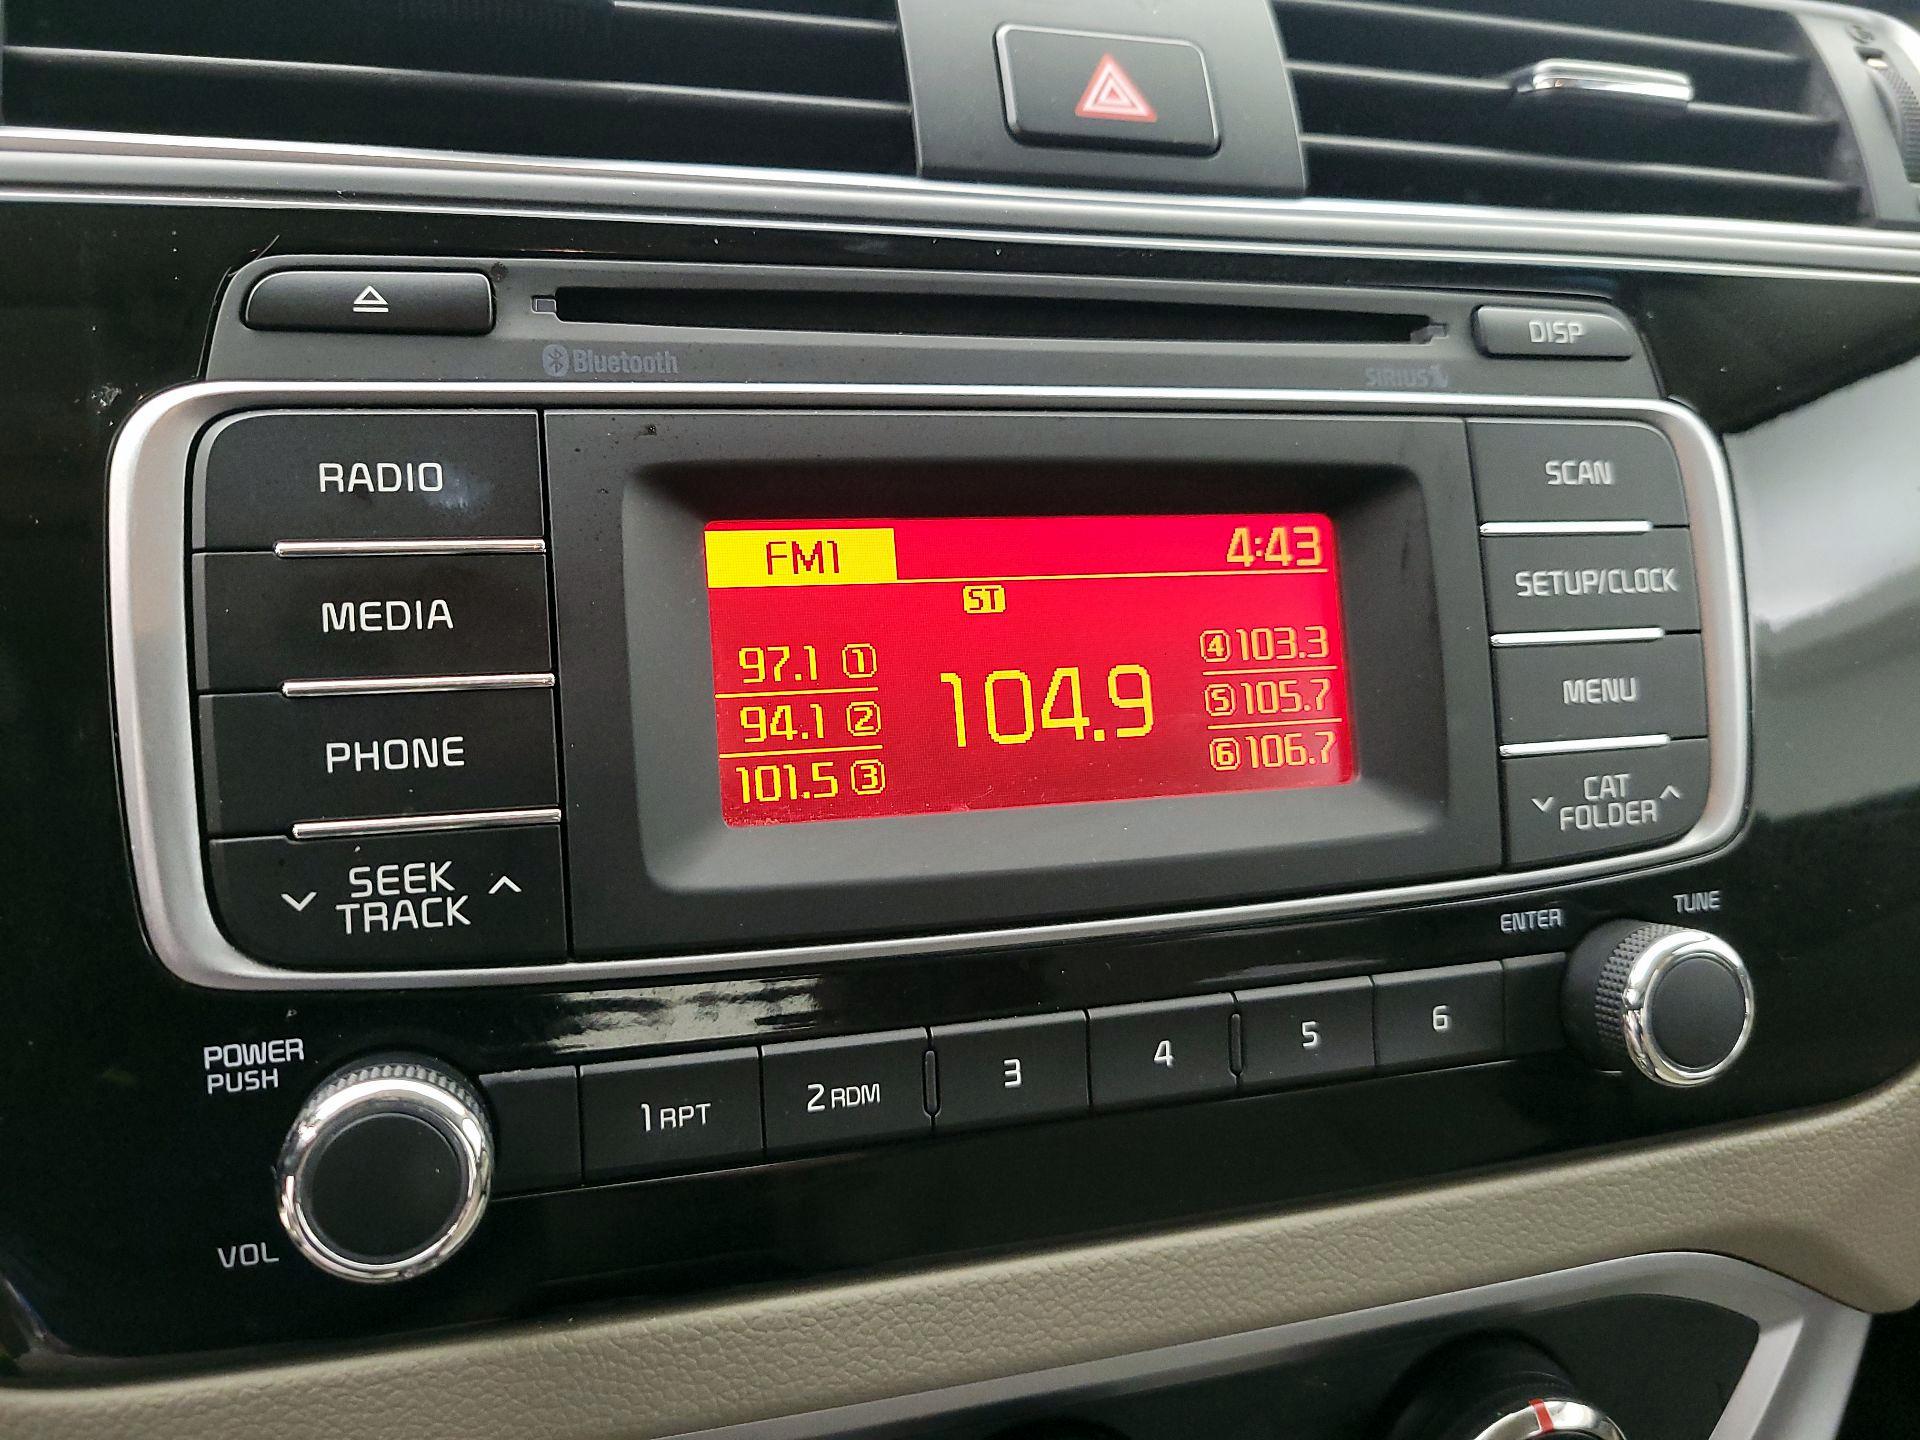 DISP
Bluetooth
SIRIUS
RADIO
MEDIA
PHONE
SEEK
TRACK
FM1
4:43
ST
97.1 1
94.1 2
101.5 3
104.9
4 103.3
5 105.7
6 106.7
SCAN
SETUP/CLOCK
MENU
CAT
FOLDER
POWER
PUSH
VOL
1 RPT
2 RDM
3
4
5
6
ENTER
TUNE